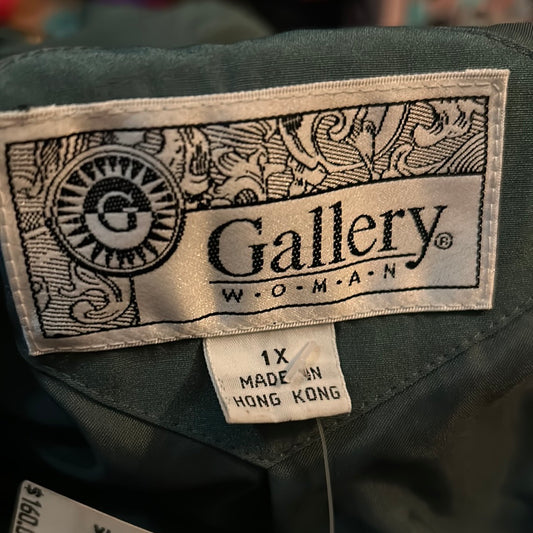 G
Gallery®
W·O·M·A·N
1X
MADE IN
HONG KONG